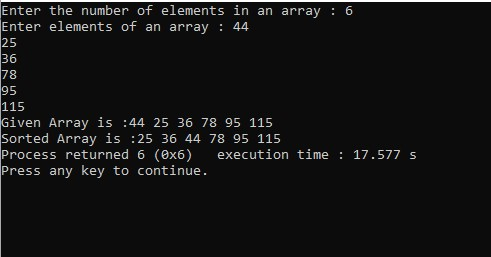 Enter the number of elements in an array : 6
Enter elements of an array : 44
25
36
78
95
115
Given Array is :44 25 36 78 95 115
Sorted Array is :25 36 44 78 95 115
Process returned 6 (0x6)   execution time : 17.577 s
Press any key to continue.